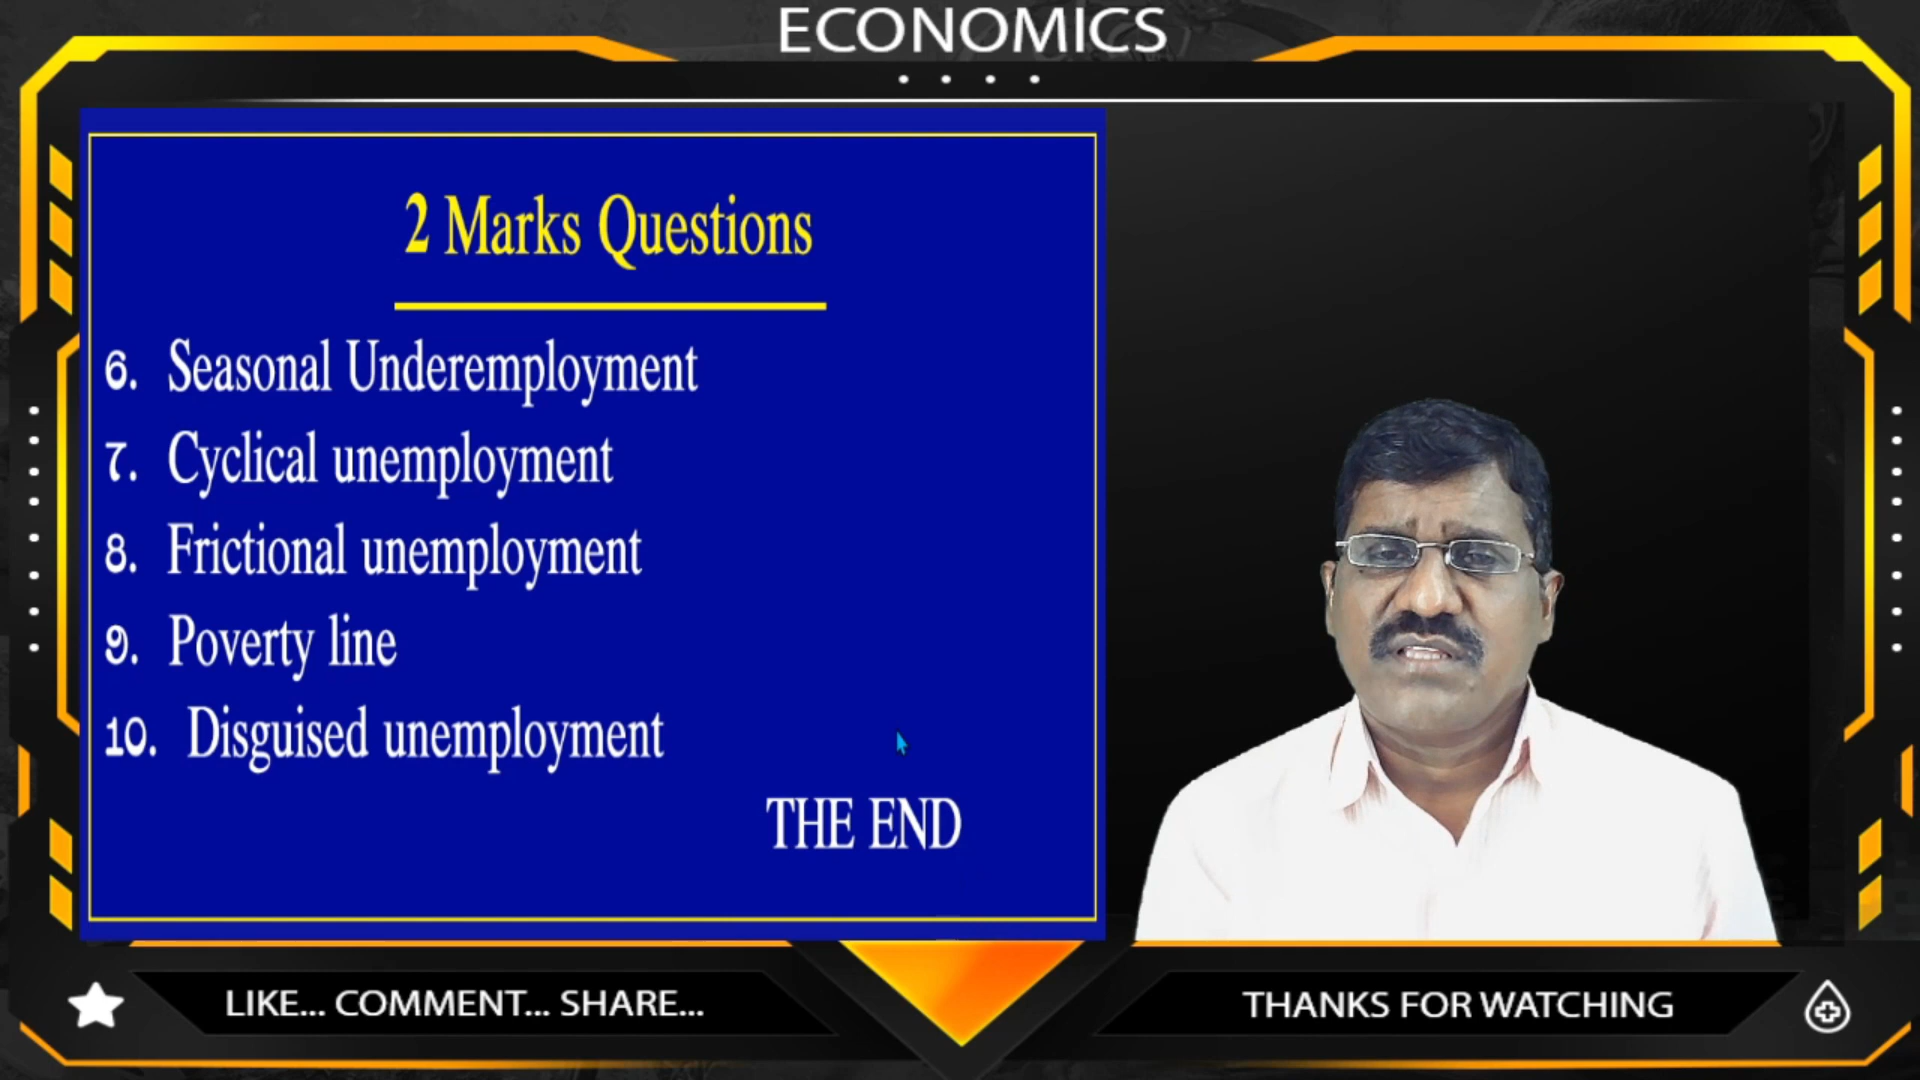 ECONOMICS
2 Marks Questions
6. Seasonal Underemployment
7. Cyclical unemployment
8. Frictional unemployment
9. Poverty line
10. Disguised unemployment
THE END
LIKE... COMMENT... SHARE...
THANKS FOR WATCHING